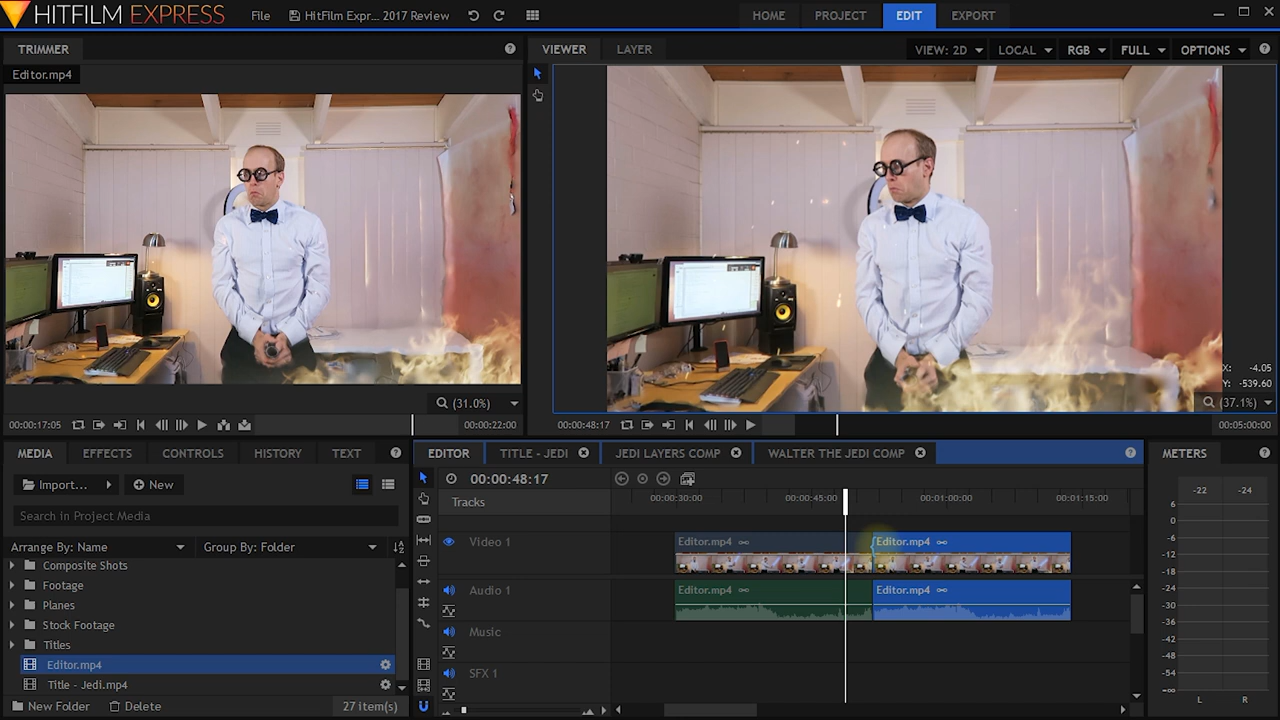 HITFILM EXPRESS
File
HitFilm Expr... 2017 Review
HOME
PROJECT
EDIT
EXPORT
TRIMMER
Editor.mp4
VIEWER
LAYER
VIEW: 2D
LOCAL
RGB
FULL
OPTIONS
X: -4.05
Y: -539.60
(31.0%)
(37.1%)
00:00:17:05
00:00:22:00
00:00:48:17
00:05:00:00
MEDIA
EFFECTS
CONTROLS
HISTORY
TEXT
Import...
New
Search in Project Media
Arrange By: Name
Group By: Folder
Composite Shots
Footage
Planes
Stock Footage
Titles
Editor.mp4
Title - Jedi.mp4
New Folder
Delete
27 item(s)
EDITOR
TITLE - JEDI
JEDI LAYERS COMP
WALTER THE JEDI COMP
00:00:48:17
Tracks
00:00:30:00
00:00:45:00
00:01:00:00
00:01:15:00
Video 1
Editor.mp4
Editor.mp4
Audio 1
Editor.mp4
Editor.mp4
Music
SFX 1
METERS
-22
-24
6
0
-6
-12
-18
-24
-30
-36
-42
-48
-54
-∞
L
R